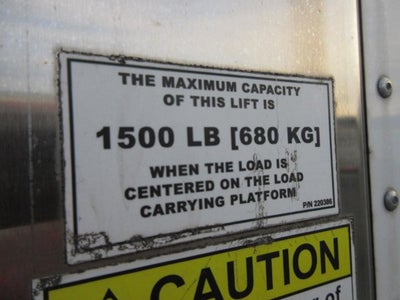 THE MAXIMUM CAPACITY
OF THIS LIFT IS
1500 LB [680 KG]
WHEN THE LOAD IS
CENTERED ON THE LOAD
CARRYING PLATFORM
P/N 220386
CAUTION
of